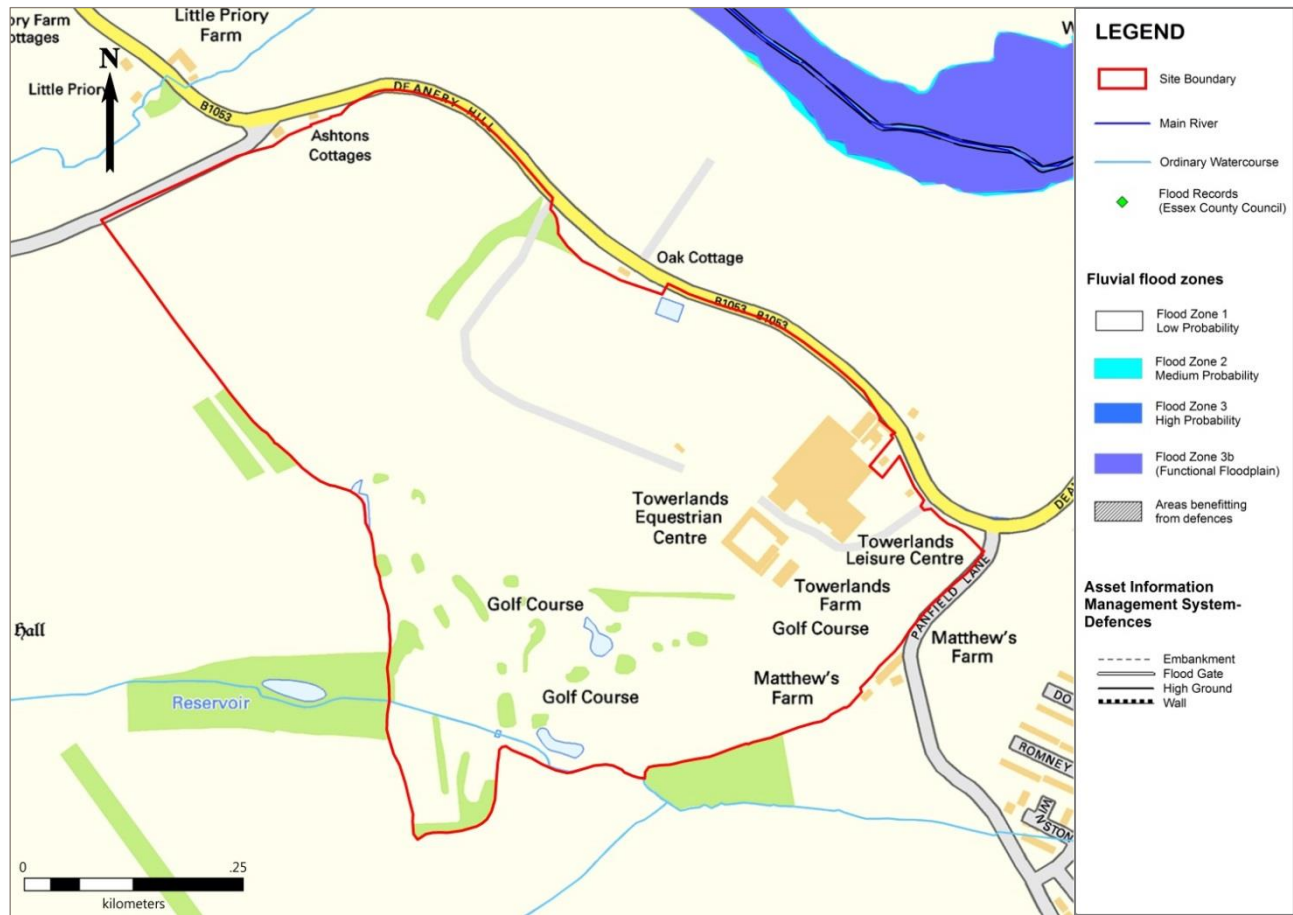 ory Farm
ottages
Little Priory
Farm
N
Little Priory
B1053
DEANERY HILL
Ashtons
Cottages
W
Oak Cottage
B1053 B1053
Towerlands
Equestrian
Centre
Towerlands
Leisure Centre
DEA
Towerlands
Farm
Golf Course
PANFIELD LANE
Matthew's
Farm
Golf Course
Hall
Matthew's
Farm
Golf Course
Reservoir
DO
ROMNEY
WINSTON
0 .25
kilometers
LEGEND
Site Boundary
Main River
Ordinary Watercourse
Flood Records
(Essex County Council)
Fluvial flood zones
Flood Zone 1
Low Probability
Flood Zone 2
Medium Probability
Flood Zone 3
High Probability
Flood Zone 3b
(Functional Floodplain)
Areas benefitting
from defences
Asset Information
Management System-
Defences
Embankment
Flood Gate
High Ground
Wall